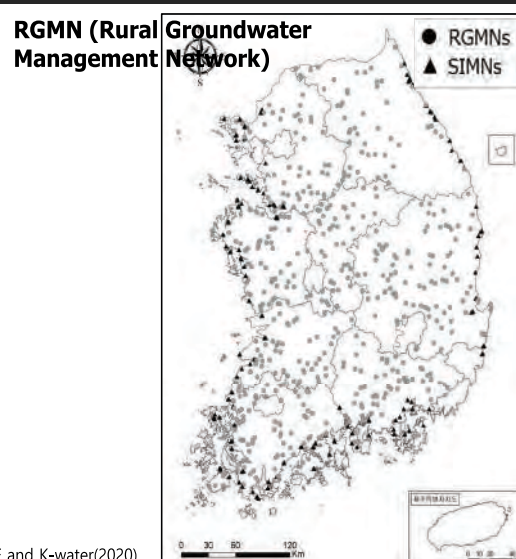 RGMN (Rural Groundwater
Management Network)
RGMNs
SIMNs
S
0 30 60 120
Km
and K-water(2020)